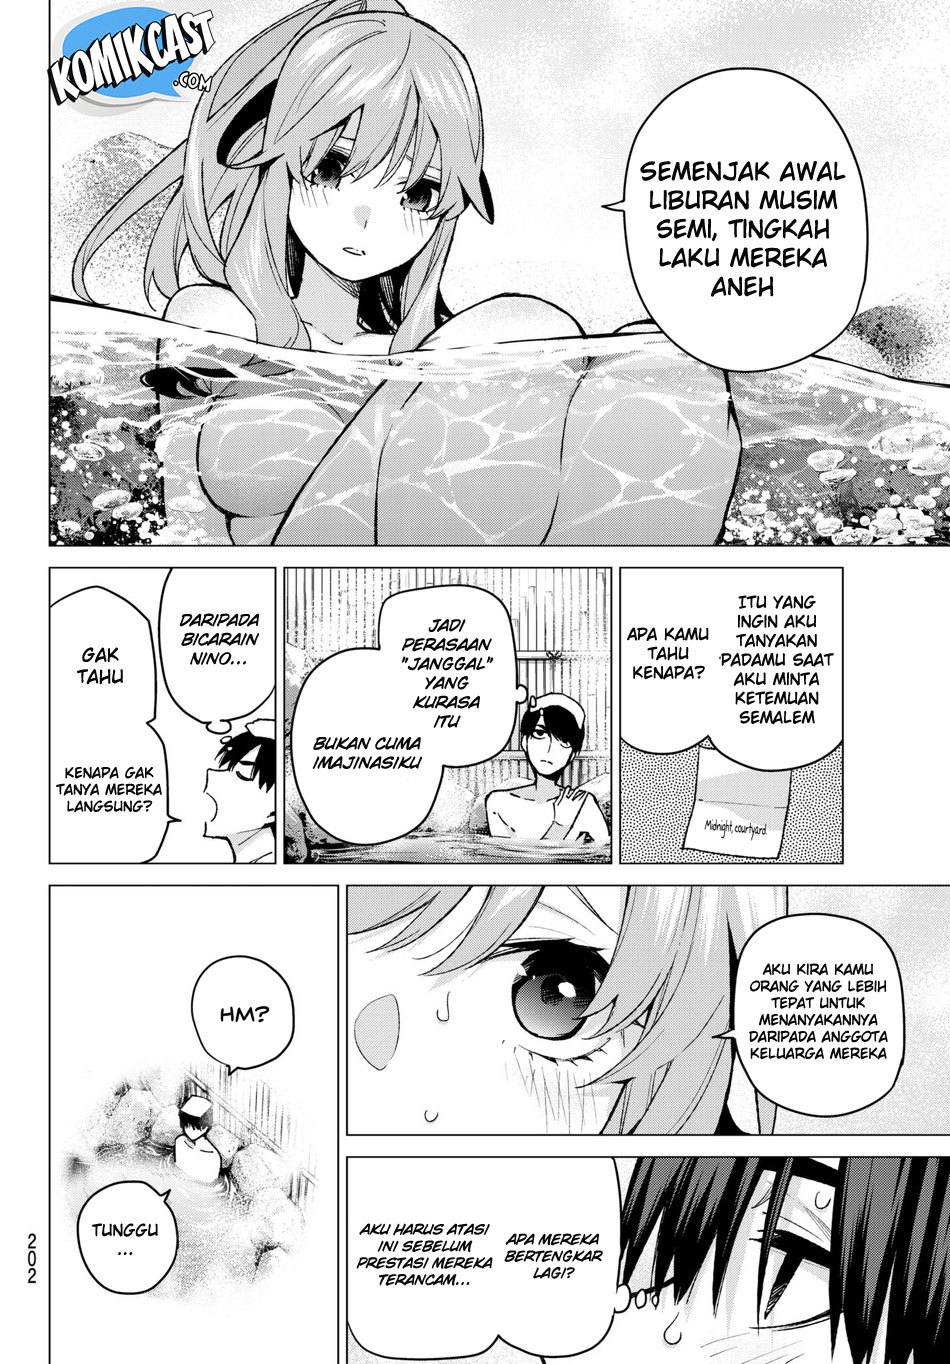 KOMIKCAST
.COM
SEMENJAK AWAL
LIBURAN MUSIM
SEMI, TINGKAH
LAKU MEREKA
ANEH
ITU YANG
INGIN AKU
TANYAKAN
PADAMU SAAT
AKU MINTA
KETEMUAN
SEMALEM
APA KAMU
TAHU
KENAPA?
Midnight, courtyard.
JADI
PERASAAN
"JANGGAL"
YANG
KURASA
ITU
BUKAN CUMA
IMAJINASIKU
DARIPADA
BICARAIN
NINO...
GAK
TAHU
KENAPA GAK
TANYA MEREKA
LANGSUNG?
AKU KIRA KAMU
ORANG YANG LEBIH
TEPAT UNTUK
MENANYAKANNYA
DARIPADA ANGGOTA
KELUARGA MEREKA
APA MEREKA
BERTENGKAR
LAGI?
AKU HARUS ATASI
INI SEBELUM
PRESTASI MEREKA
TERANCAM...
HM?
TUNGGU
...
202